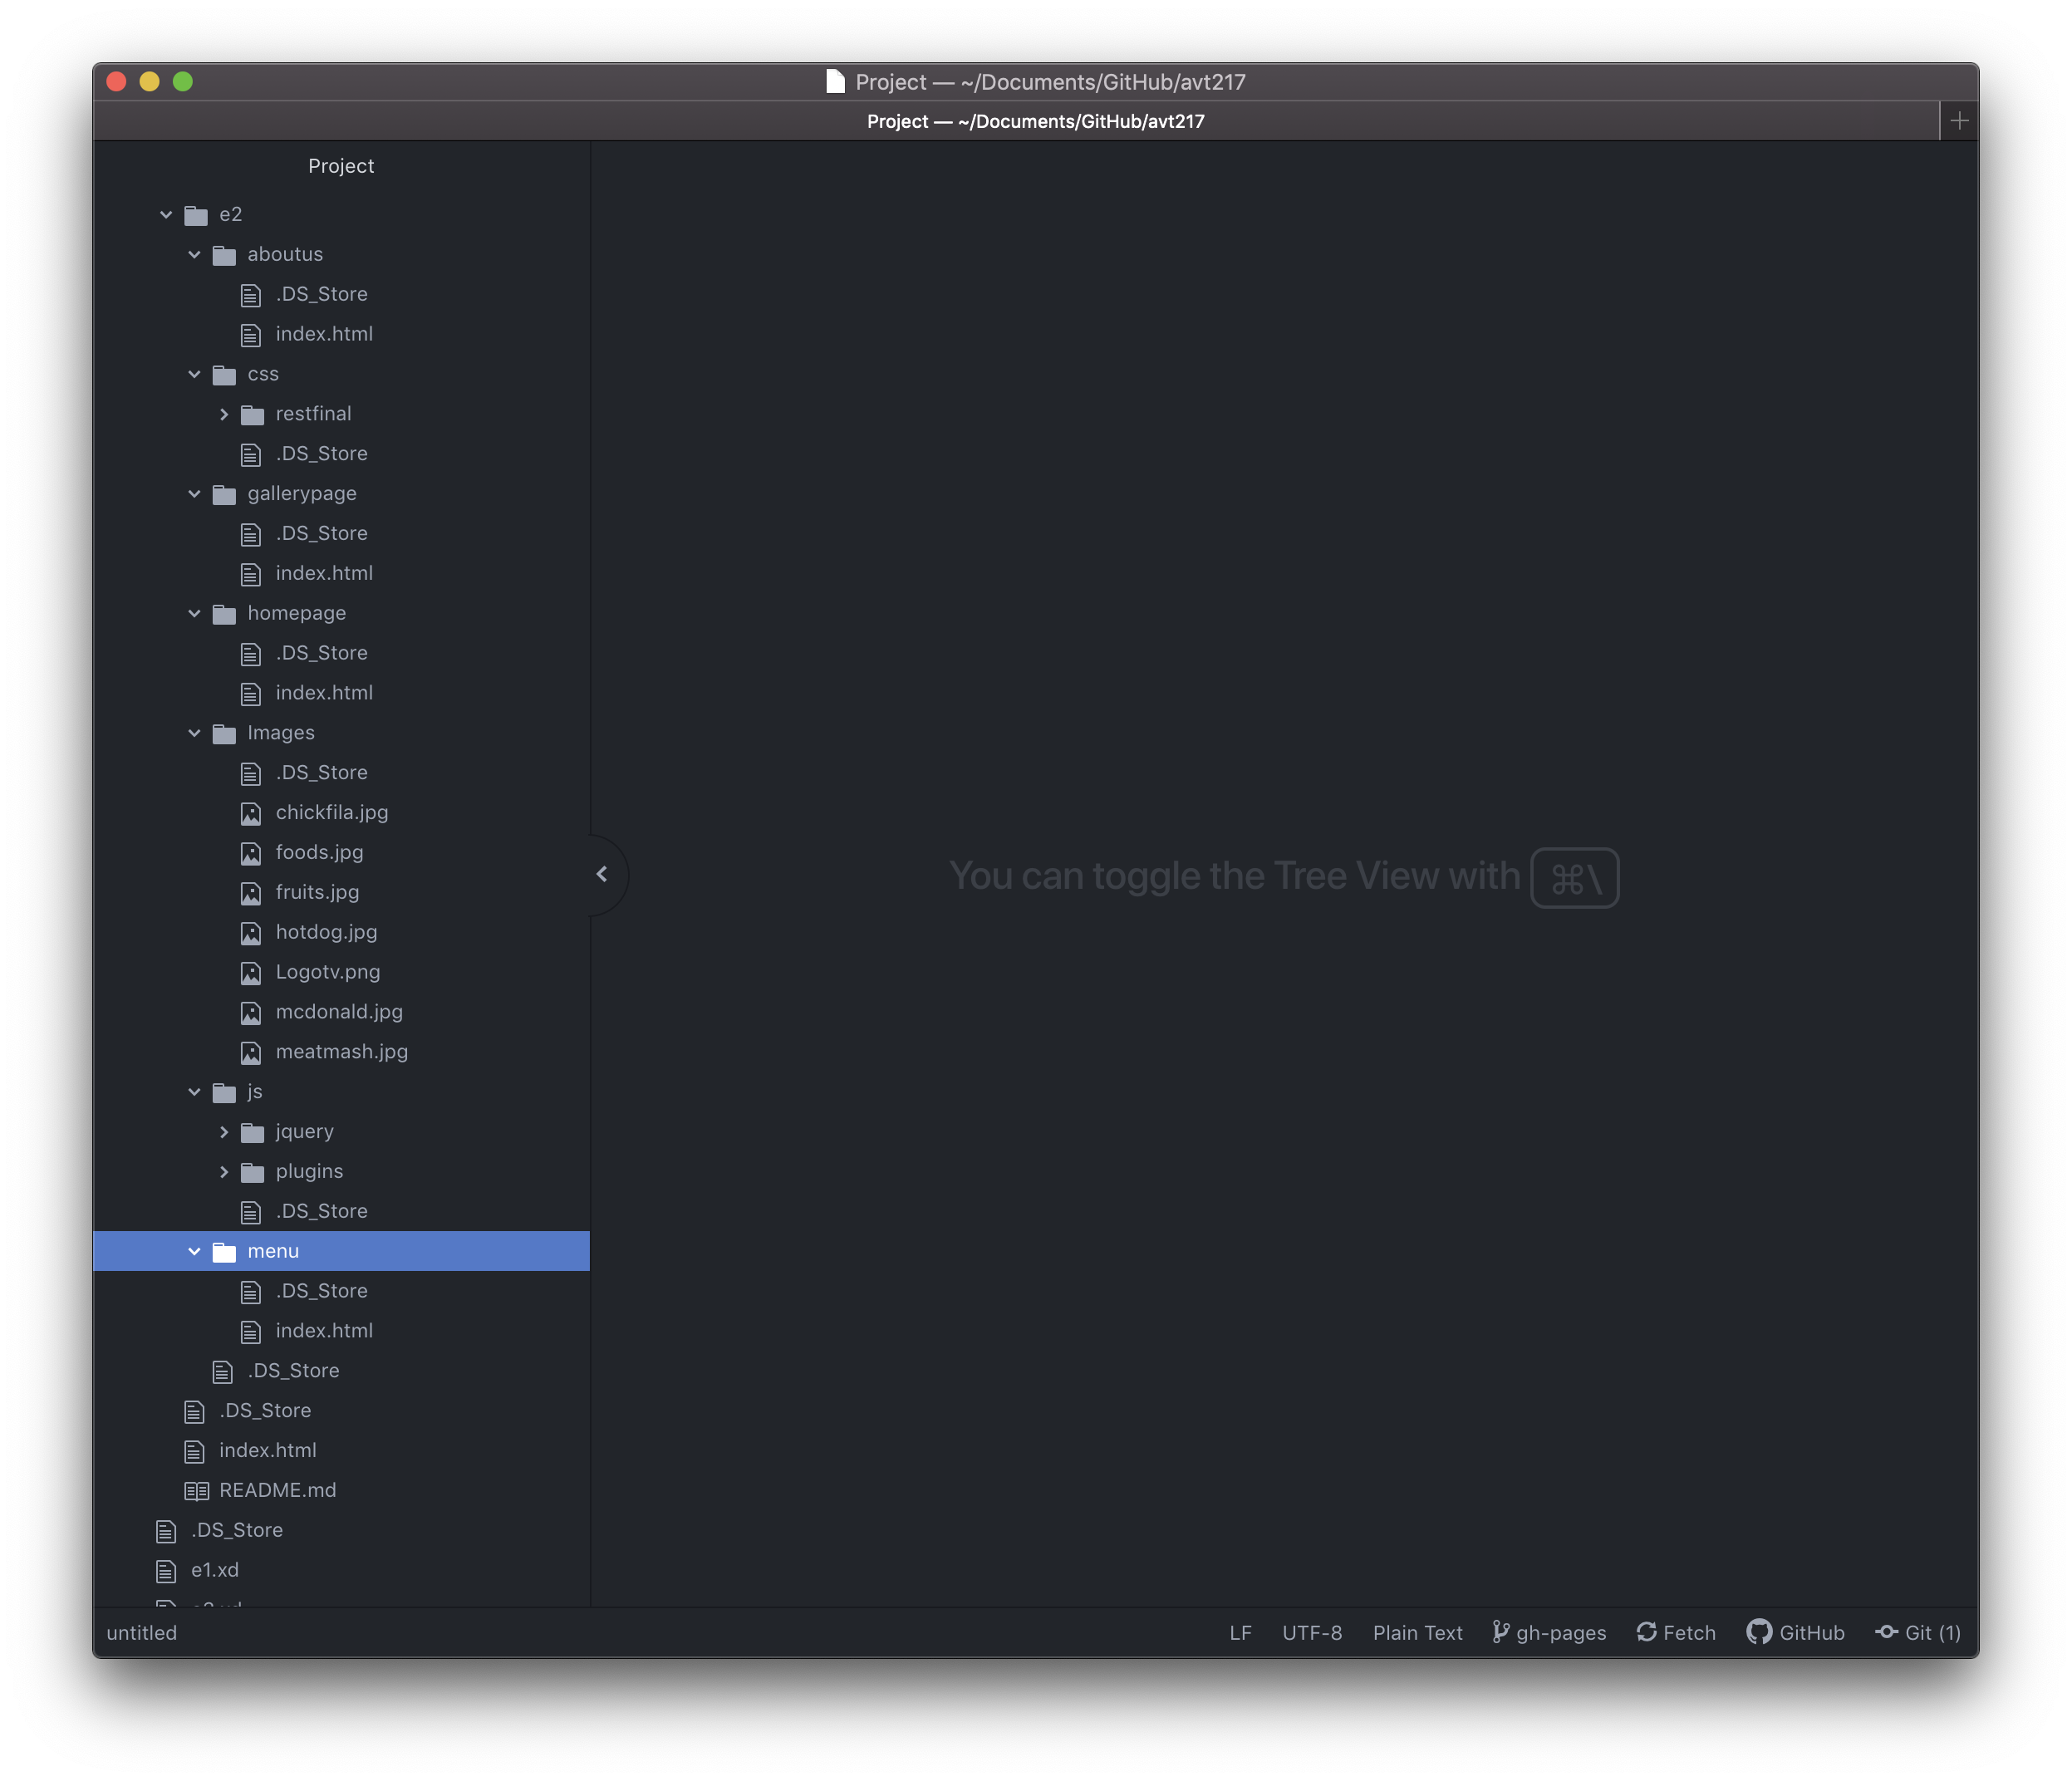 Project — ~/Documents/GitHub/avt217
Project — ~/Documents/GitHub/avt217
Project
e2
aboutus
.DS_Store
index.html
css
restfinal
.DS_Store
gallerypage
.DS_Store
index.html
homepage
.DS_Store
index.html
Images
.DS_Store
chickfila.jpg
foods.jpg
fruits.jpg
hotdog.jpg
Logotv.png
mcdonald.jpg
meatmash.jpg
js
jquery
plugins
.DS_Store
menu
.DS_Store
index.html
.DS_Store
.DS_Store
index.html
README.md
.DS_Store
e1.xd
You can toggle the Tree View with ⌘\
untitled LF UTF-8 Plain Text gh-pages Fetch GitHub Git (1)